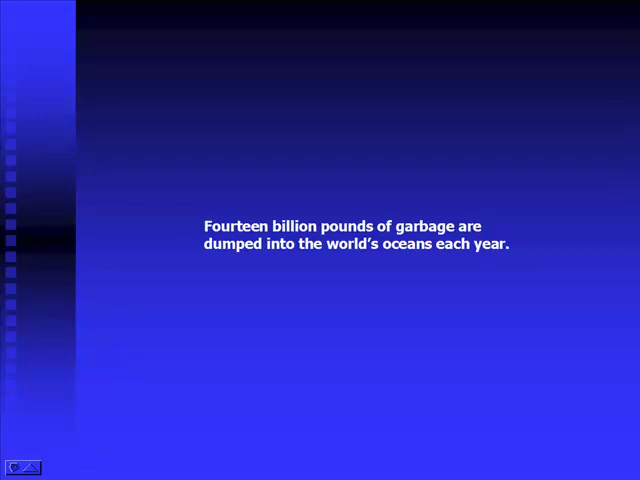 Fourteen billion pounds of garbage are
dumped into the world’s oceans each year.